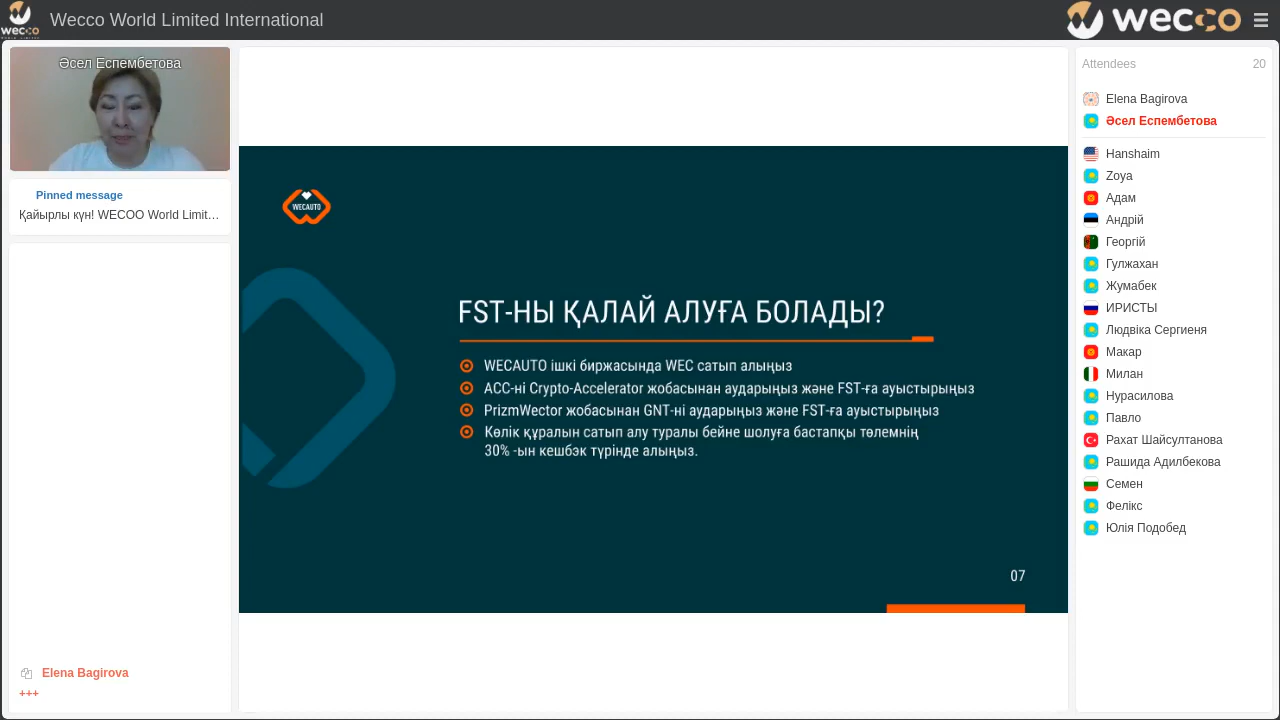 wecco
Wecco World Limited International
wecco
Әсел Еспембетова
Pinned message
Қайырлы күн! WECOO World Limit…
WECAUTO
FST-НЫ ҚАЛАЙ АЛУҒА БОЛАДЫ?
WECAUTO ішкі биржасында WEC сатып алыңыз
ACC-ні Crypto-Accelerator жобасынан аударыңыз және FST-ға ауыстырыңыз
PrizmWector жобасынан GNT-ні аударыңыз және FST-ға ауыстырыңыз
Көлік құралын сатып алу туралы бейне шолуға бастапқы төлемнің
30% -ын кешбэк түрінде алыңыз.
07
Elena Bagirova
+++
Attendees 20
Elena Bagirova
Әсел Еспембетова
Hanshaim
Zoya
Адам
Андрій
Георгій
Гулжахан
Жумабек
ИРИСТЫ
Людвіка Сергиеня
Макар
Милан
Нурасилова
Павло
Рахат Шайсултанова
Рашида Адилбекова
Семен
Фелікс
Юлія Подобед